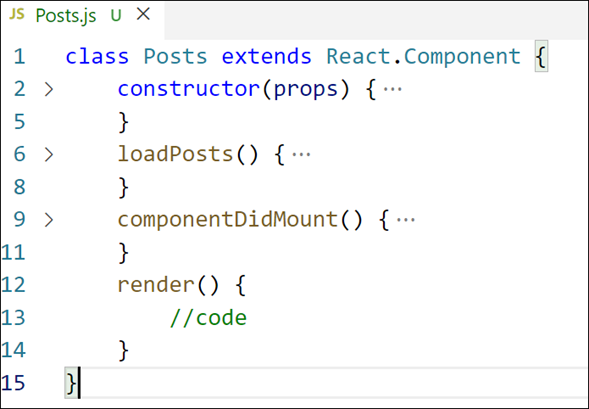 JS Posts.js U ×
1 class Posts extends React.Component {
2 > constructor(props) {···
5 }
6 > loadPosts() {···
8 }
9 > componentDidMount() {···
11 }
12 render() {
13 //code
14 }
15 }